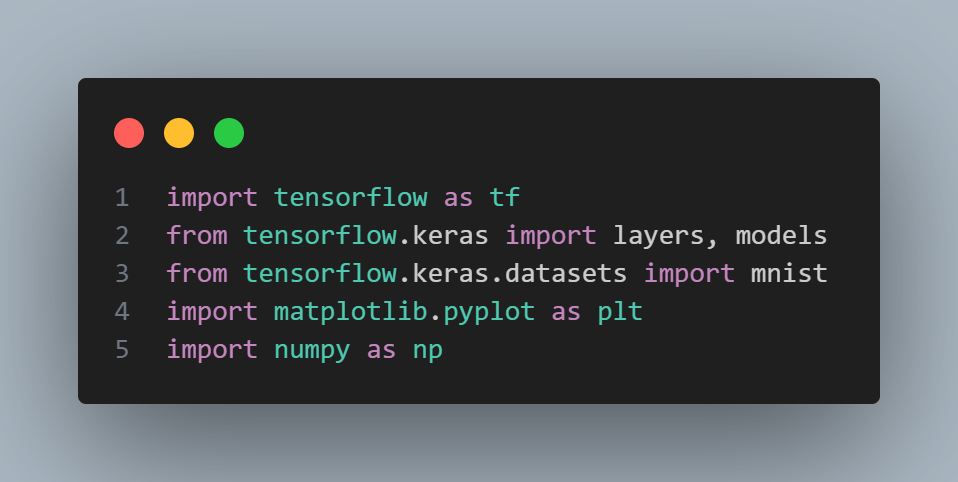 1 import tensorflow as tf
2 from tensorflow.keras import layers, models
3 from tensorflow.keras.datasets import mnist
4 import matplotlib.pyplot as plt
5 import numpy as np